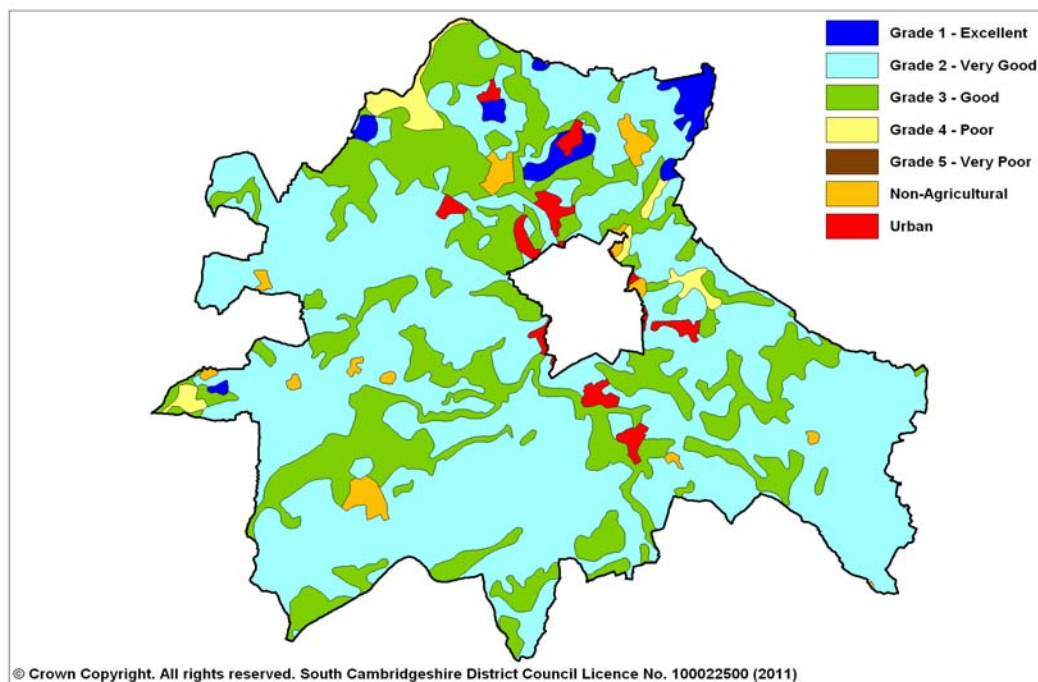 Grade 1 - Excellent
Grade 2 - Very Good
Grade 3 - Good
Grade 4 - Poor
Grade 5 - Very Poor
Non-Agricultural
Urban
© Crown Copyright. All rights reserved. South Cambridgeshire District Council Licence No. 100022500 (2011)